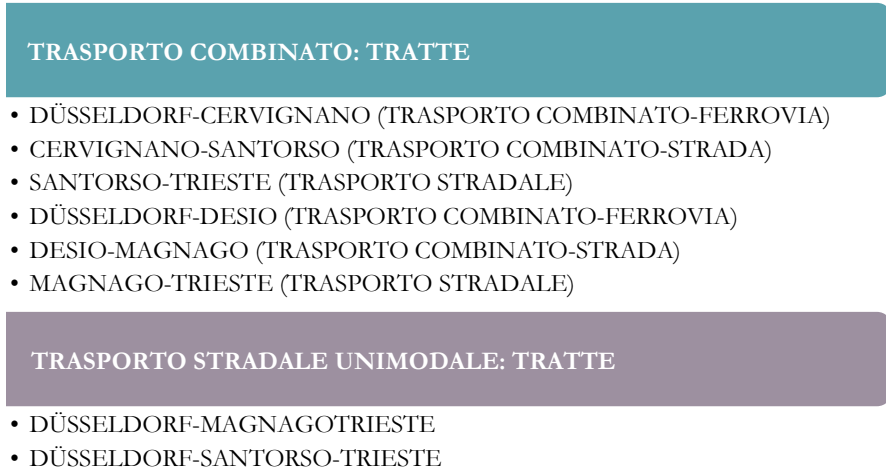 TRASPORTO COMBINATO: TRATTE
• DÜSSELDORF-CERVIGNANO (TRASPORTO COMBINATO-FERROVIA)
• CERVIGNANO-SANTORSO (TRASPORTO COMBINATO-STRADA)
• SANTORSO-TRIESTE (TRASPORTO STRADALE)
• DÜSSELDORF-DESIO (TRASPORTO COMBINATO-FERROVIA)
• DESIO-MAGNAGO (TRASPORTO COMBINATO-STRADA)
• MAGNAGO-TRIESTE (TRASPORTO STRADALE)
TRASPORTO STRADALE UNIMODALE: TRATTE
• DÜSSELDORF-MAGNAGOTRIESTE
• DÜSSELDORF-SANTORSO-TRIESTE